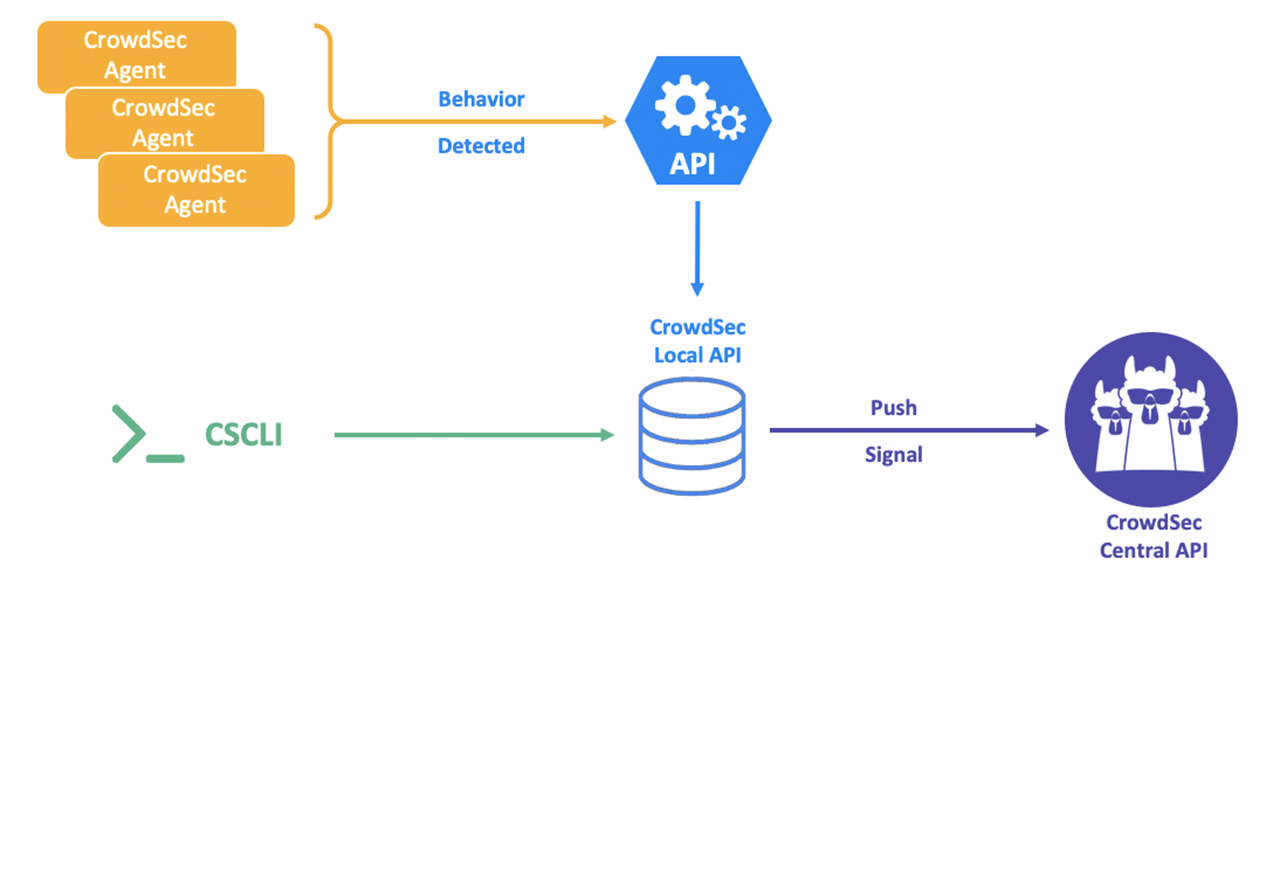 CrowdSec
Agent
CrowdSec
Agent
CrowdSec
Agent
Behavior
Detected
API
CrowdSec
Local API
CSCLI
Push
Signal
CrowdSec
Central API